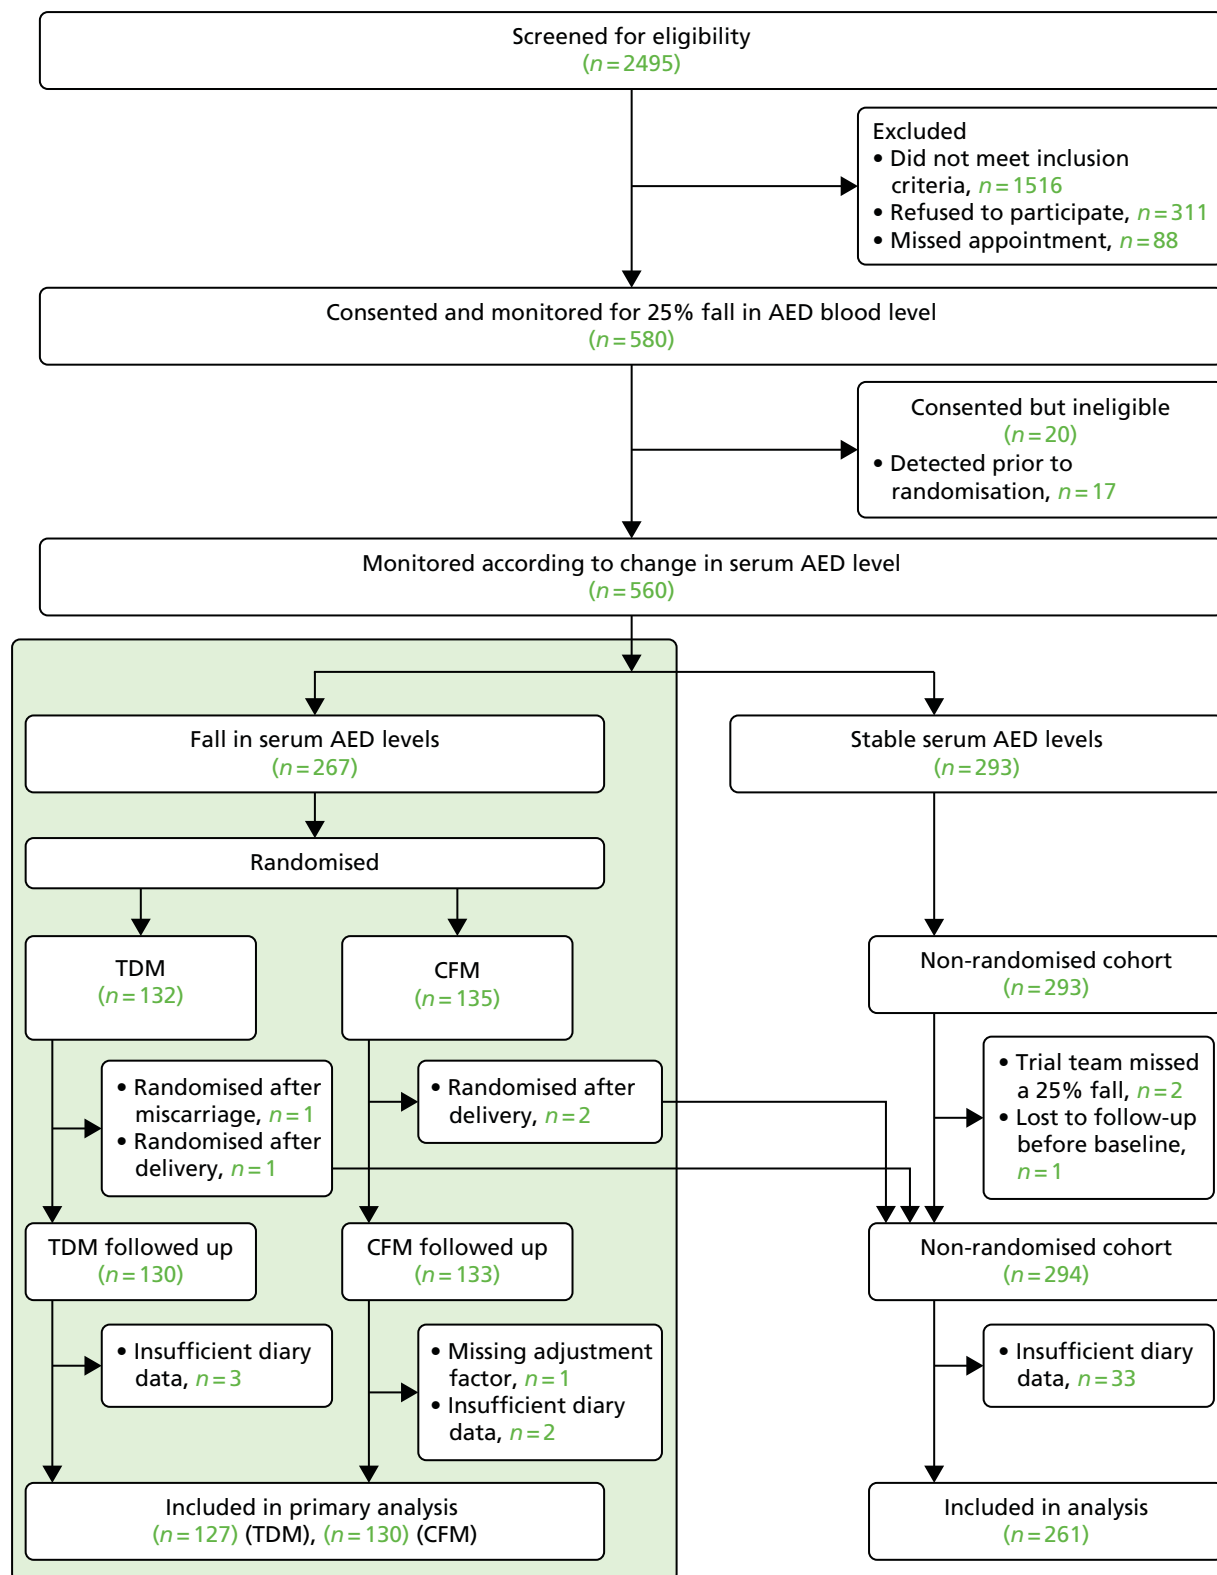 Screened for eligibility
(n=2495)
Excluded
• Did not meet inclusion
criteria, n=1516
• Refused to participate, n=311
• Missed appointment, n=88
Consented and monitored for 25% fall in AED blood level
(n=580)
Consented but ineligible
(n=20)
• Detected prior to
randomisation, n=17
Monitored according to change in serum AED level
(n=560)
Fall in serum AED levels
(n=267)
Stable serum AED levels
(n=293)
Randomised
TDM
(n=132)
CFM
(n=135)
Non-randomised cohort
(n=293)
• Randomised after
miscarriage, n=1
• Randomised after
delivery, n=1
• Randomised after
delivery, n=2
• Trial team missed
a 25% fall, n=2
• Lost to follow-up
before baseline,
n=1
TDM followed up
(n=130)
CFM followed up
(n=133)
Non-randomised cohort
(n=294)
• Insufficient diary
data, n=3
• Missing adjustment
factor, n=1
• Insufficient diary
data, n=2
• Insufficient diary
data, n=33
Included in primary analysis
(n=127) (TDM), (n=130) (CFM)
Included in analysis
(n=261)